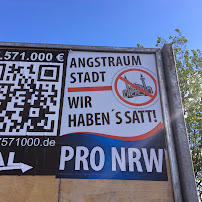 .571.000 €
571000.de
AL
ANGSTRAUM
STADT
WIR
HABEN´S SATT!
PRO NRW